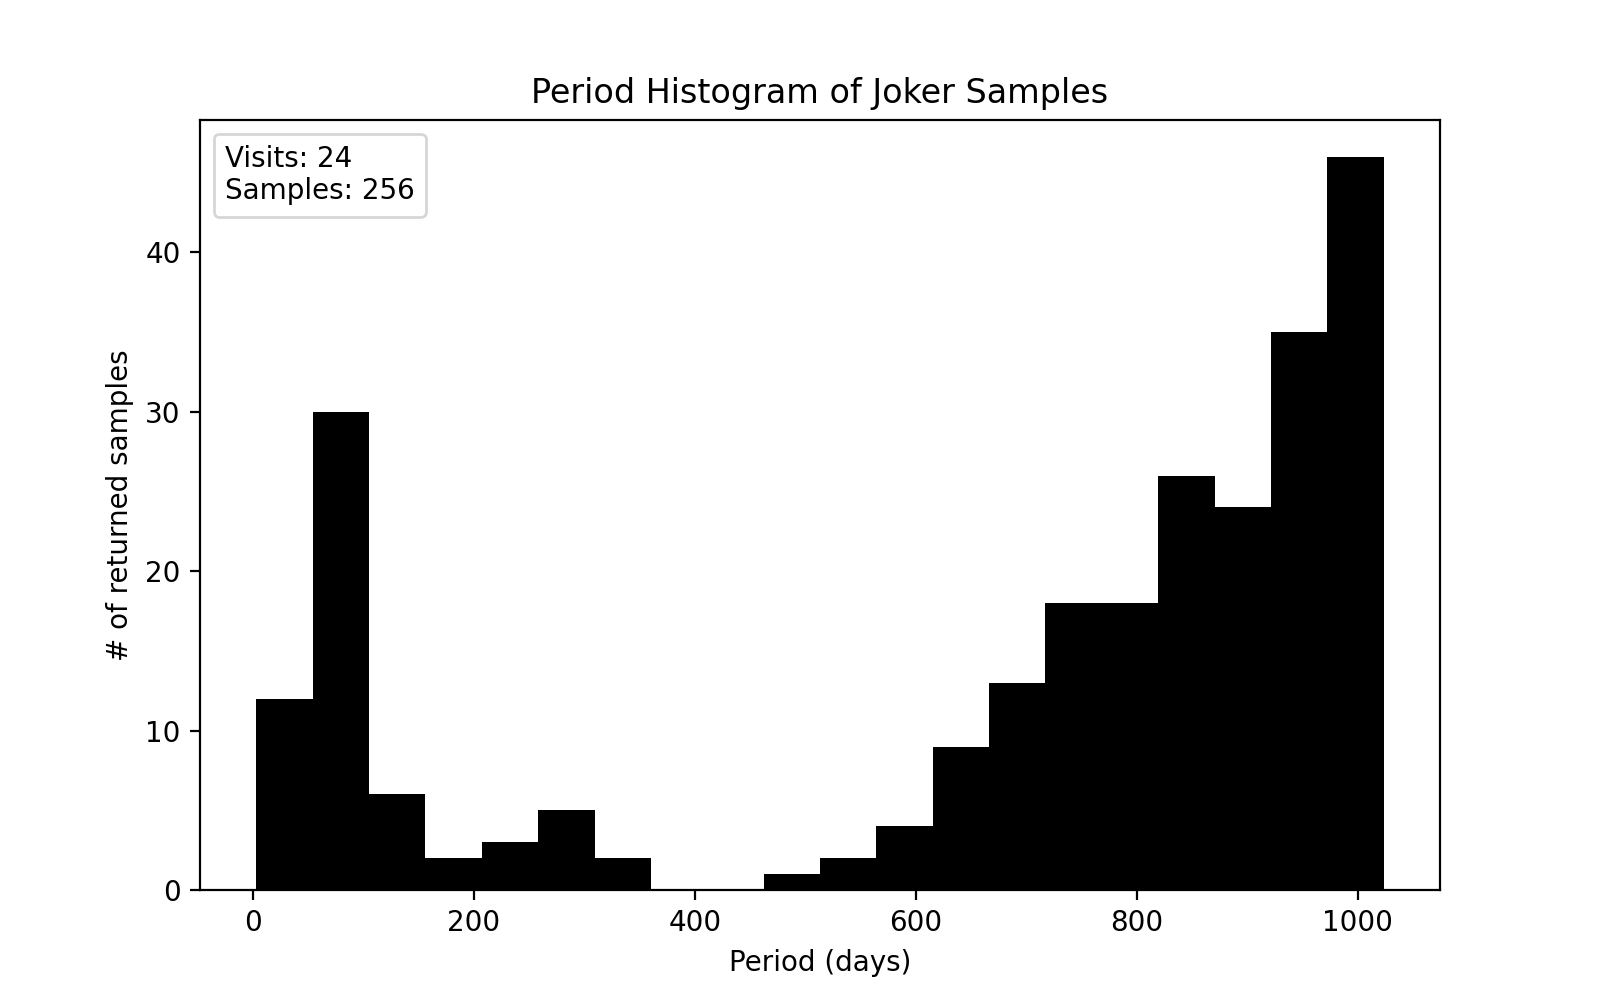 Period Histogram of Joker Samples
Visits: 24
Samples: 256
# of returned samples
40
30
20
10
0
0 200 400 600 800 1000
Period (days)